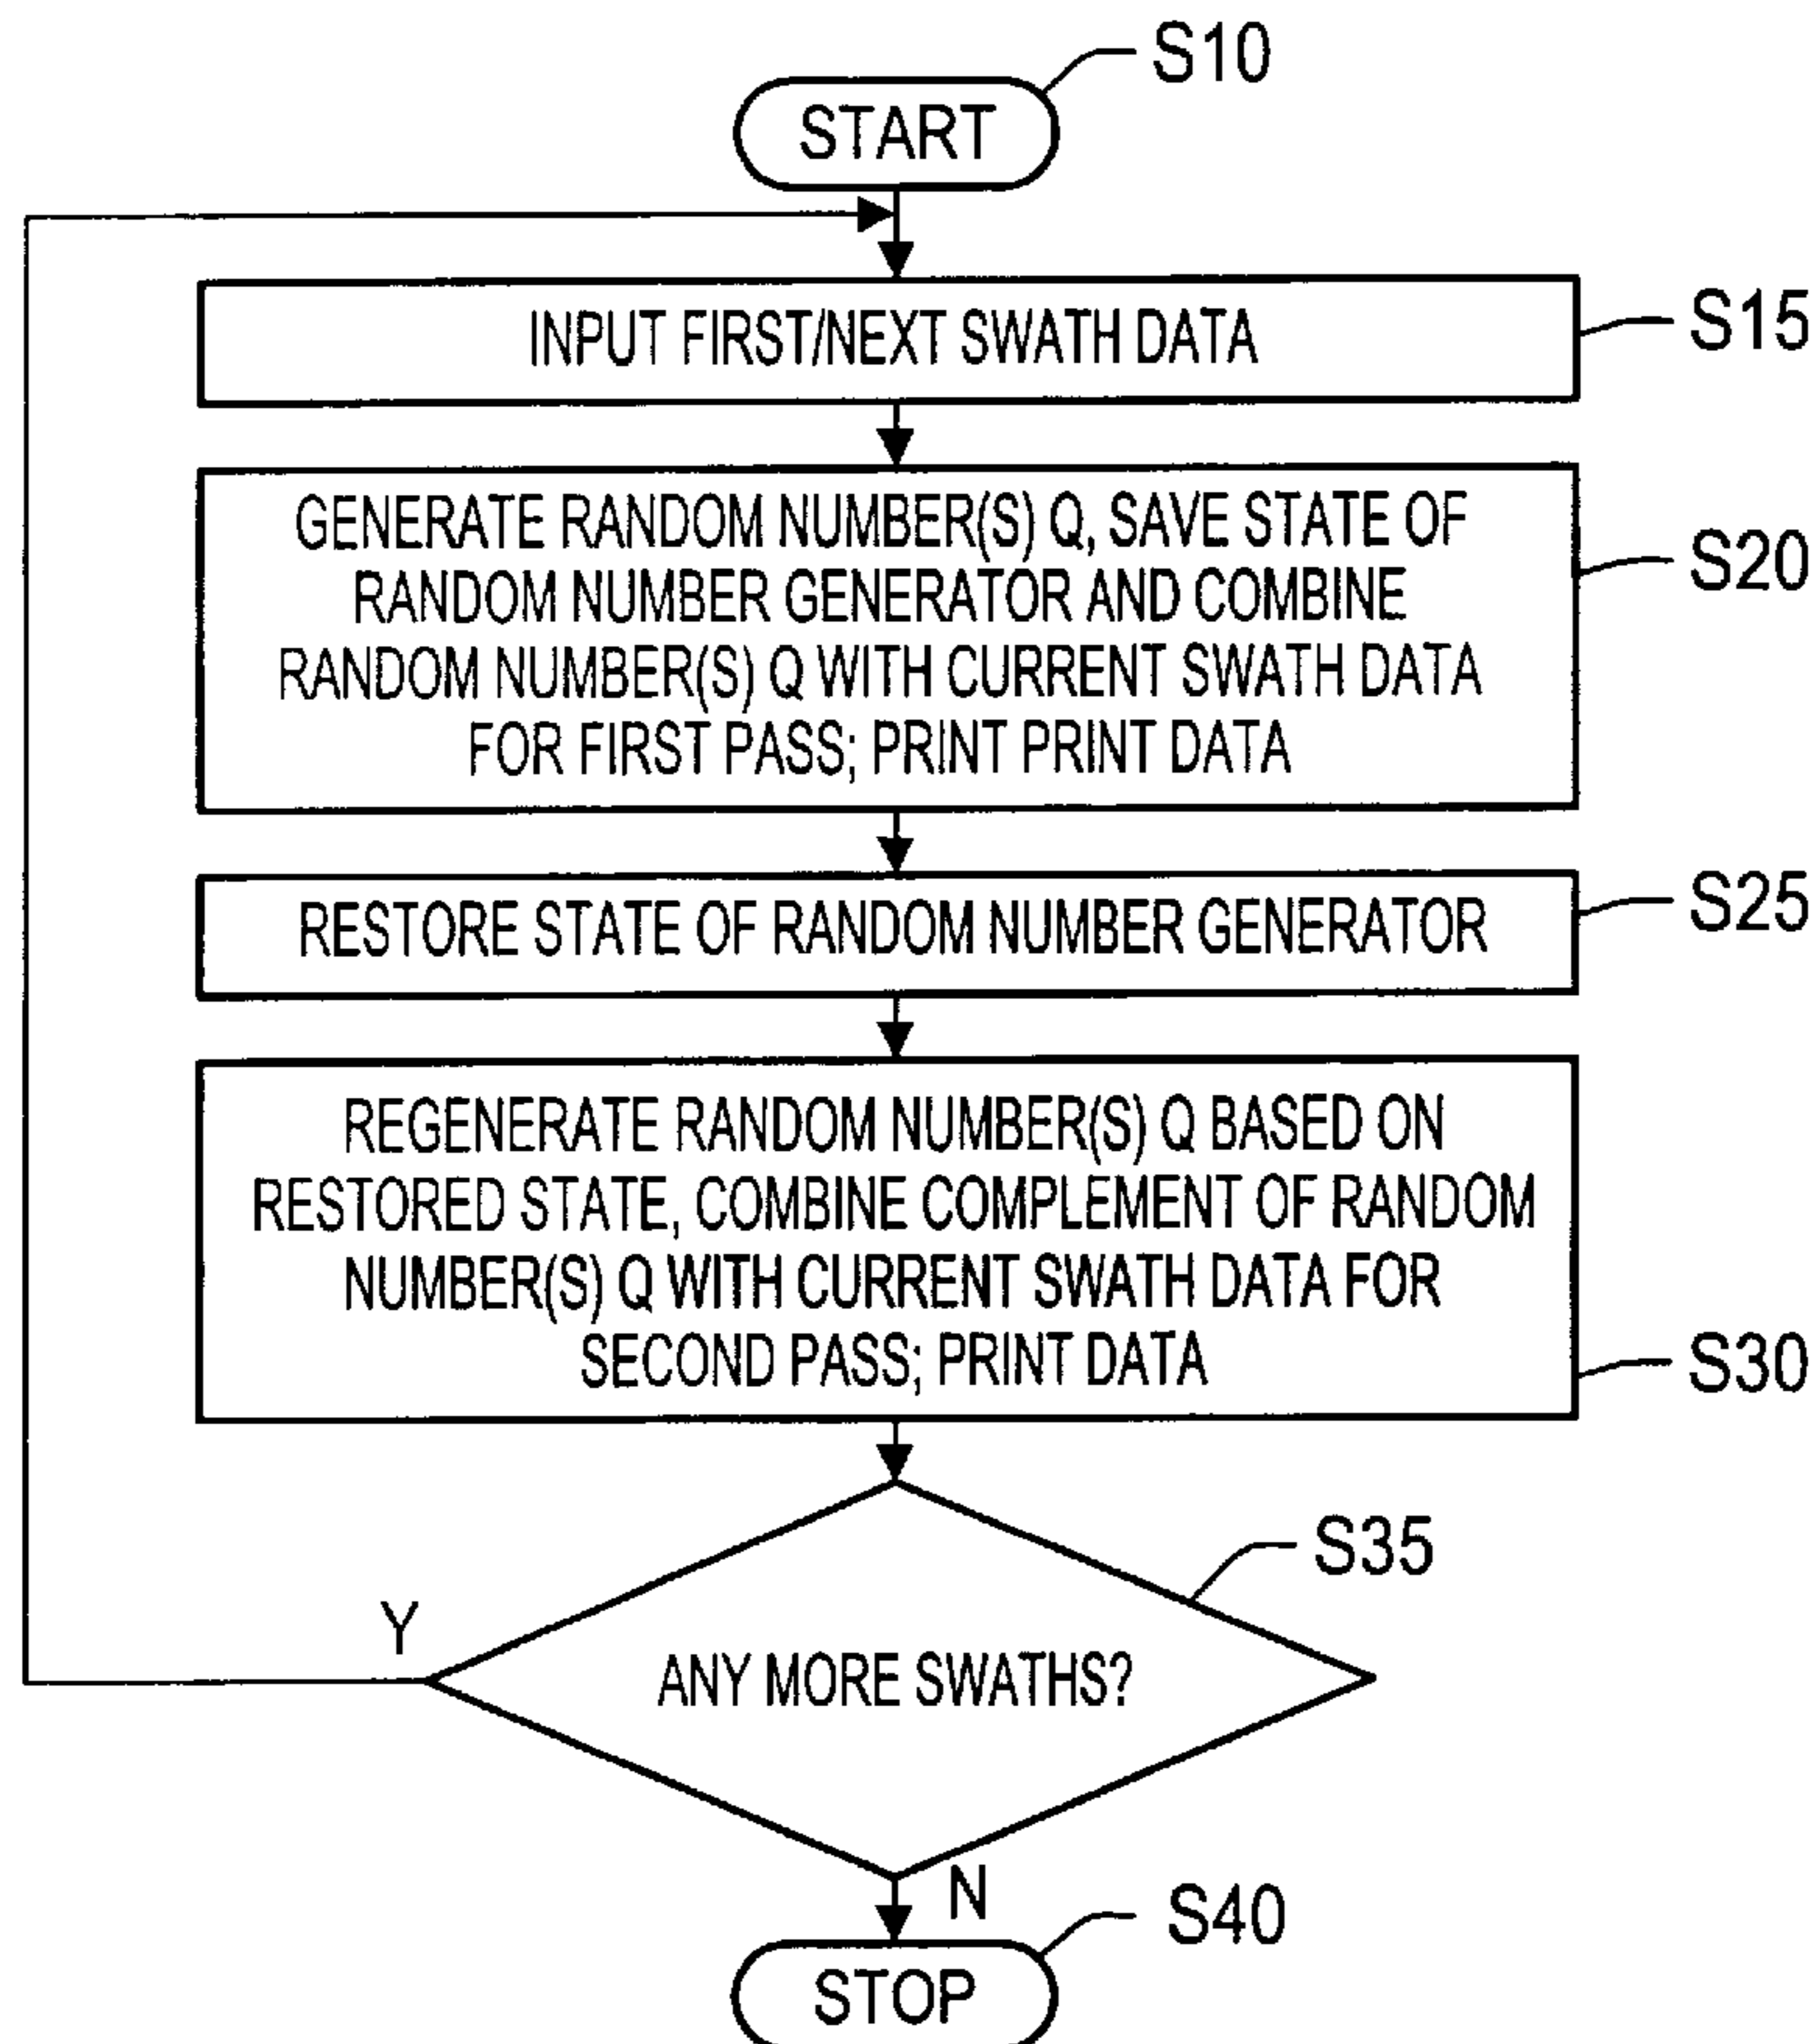 S10
START
INPUT FIRST/NEXT SWATH DATA
S15
GENERATE RANDOM NUMBER(S) Q, SAVE STATE OF
RANDOM NUMBER GENERATOR AND COMBINE
RANDOM NUMBER(S) Q WITH CURRENT SWATH DATA
FOR FIRST PASS; PRINT PRINT DATA
S20
RESTORE STATE OF RANDOM NUMBER GENERATOR
S25
REGENERATE RANDOM NUMBER(S) Q BASED ON
RESTORED STATE, COMBINE COMPLEMENT OF RANDOM
NUMBER(S) Q WITH CURRENT SWATH DATA FOR
SECOND PASS; PRINT DATA
S30
S35
Y
ANY MORE SWATHS?
N
S40
STOP